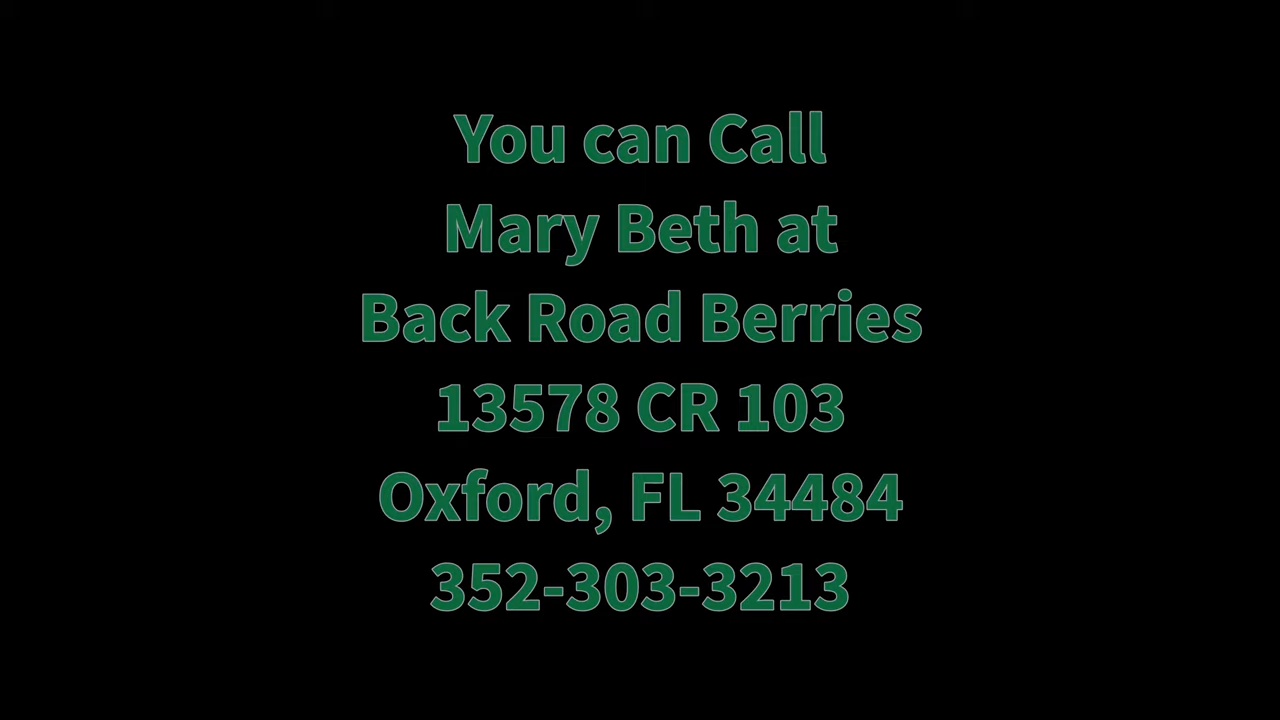 You can Call
Mary Beth at
Back Road Berries
13578 CR 103
Oxford, FL 34484
352-303-3213